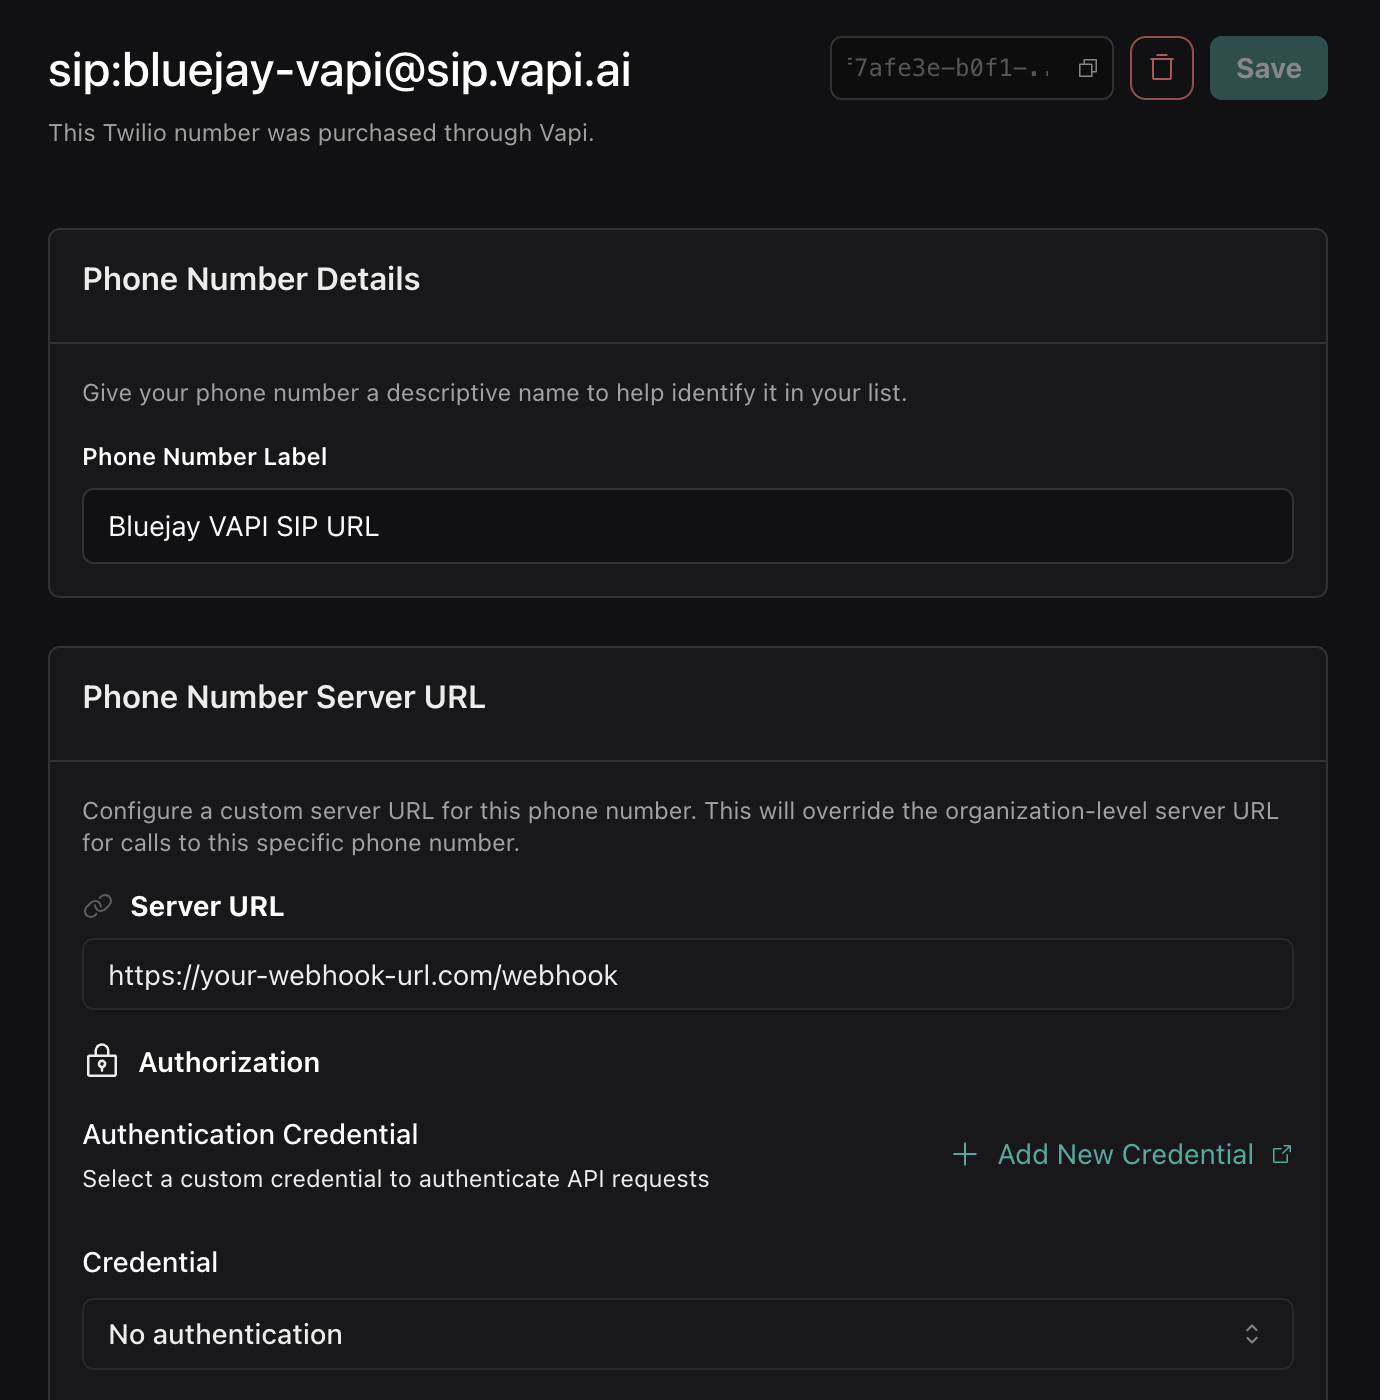 sip:bluejay-vapi@sip.vapi.ai
7afe3e-b0f1-..
Save
This Twilio number was purchased through Vapi.
Phone Number Details
Give your phone number a descriptive name to help identify it in your list.
Phone Number Label
Bluejay VAPI SIP URL
Phone Number Server URL
Configure a custom server URL for this phone number. This will override the organization-level server URL
for calls to this specific phone number.
Server URL
https://your-webhook-url.com/webhook
Authorization
Authentication Credential
Add New Credential
Select a custom credential to authenticate API requests
Credential
No authentication